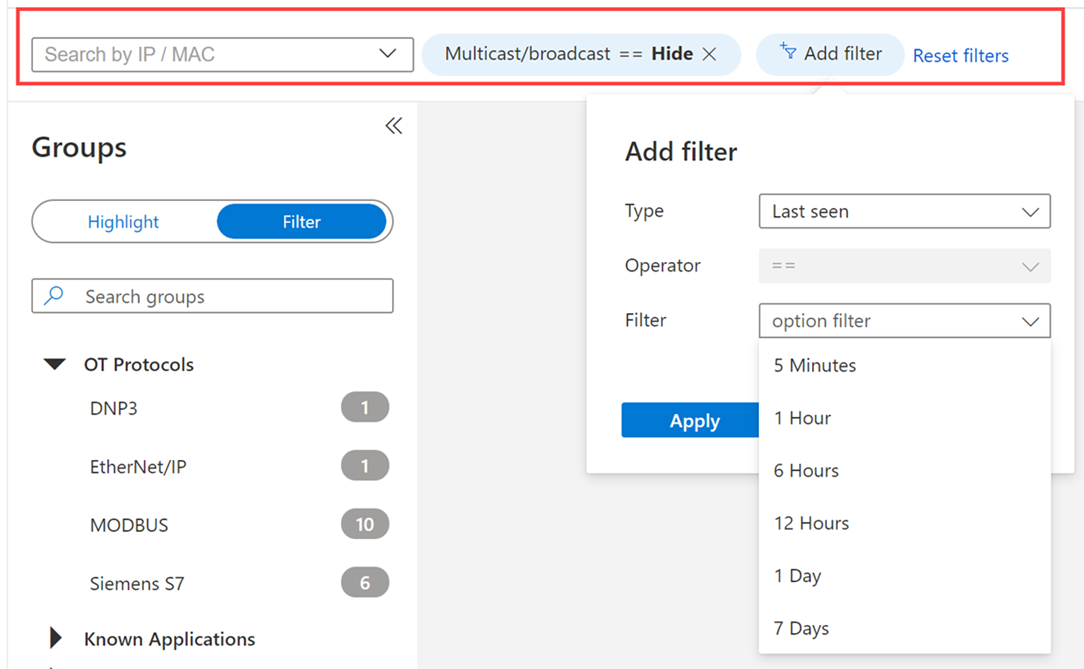 Search by IP / MAC
Multicast/broadcast == Hide
Add filter
Reset filters
Groups
Highlight
Filter
Search groups
OT Protocols
DNP3 1
EtherNet/IP 1
MODBUS 10
Siemens S7 6
Known Applications
Add filter
Type Last seen
Operator ==
Filter option filter
5 Minutes
1 Hour
6 Hours
12 Hours
1 Day
7 Days
Apply